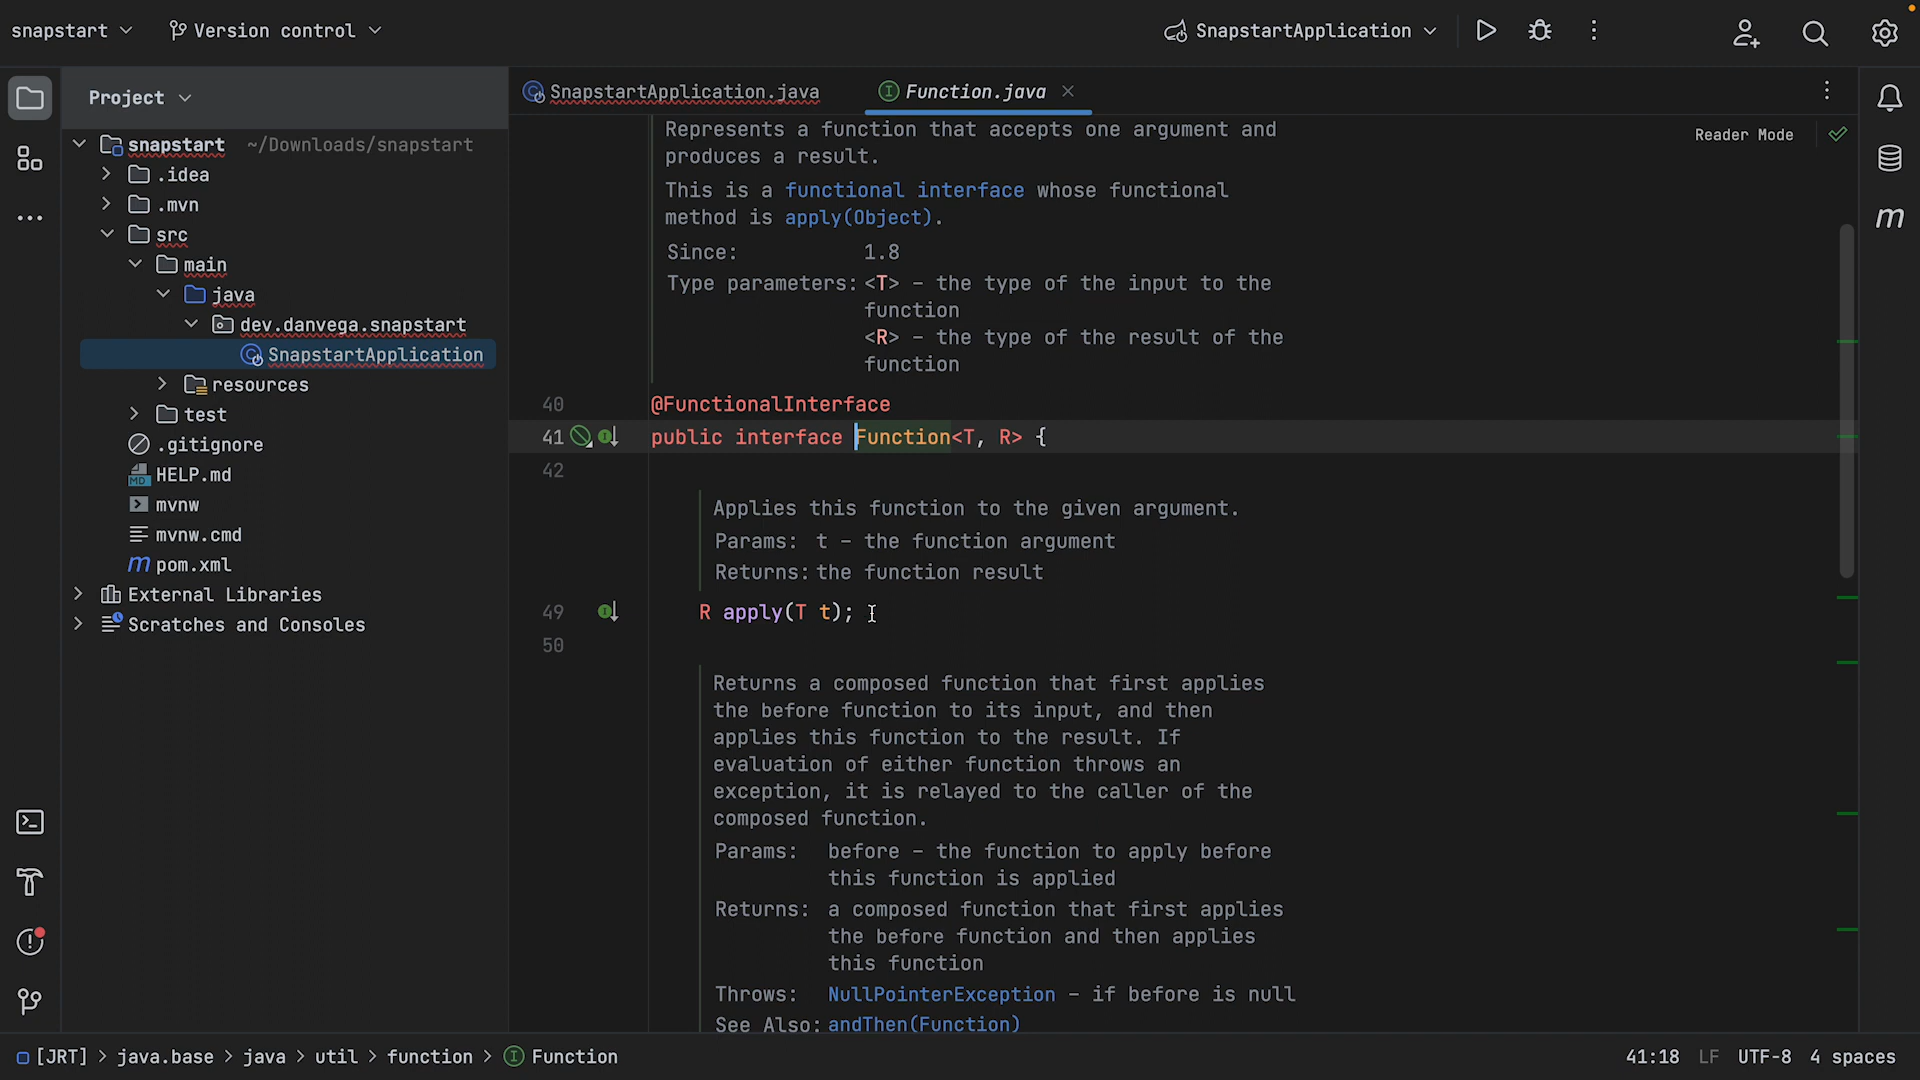 snapstart
Version control
SnapstartApplication
Project
SnapstartApplication.java
Function.java
snapstart ~/Downloads/snapstart
.idea
.mvn
src
main
java
dev.danvega.snapstart
SnapstartApplication
resources
test
.gitignore
HELP.md
mvnw
mvnw.cmd
pom.xml
External Libraries
Scratches and Consoles
Reader Mode
Represents a function that accepts one argument and
produces a result.
This is a functional interface whose functional
method is apply(Object).
Since: 1.8
Type parameters: <T> – the type of the input to the
function
<R> – the type of the result of the
function
40 @FunctionalInterface
41 public interface Function<T, R> {
42
Applies this function to the given argument.
Params: t – the function argument
Returns: the function result
49 R apply(T t);
50
Returns a composed function that first applies
the before function to its input, and then
applies this function to the result. If
evaluation of either function throws an
exception, it is relayed to the caller of the
composed function.
Params: before – the function to apply before
this function is applied
Returns: a composed function that first applies
the before function and then applies
this function
Throws: NullPointerException – if before is null
See Also: andThen(Function)
[JRT] > java.base > java > util > function > Function
41:18 LF UTF-8 4 spaces